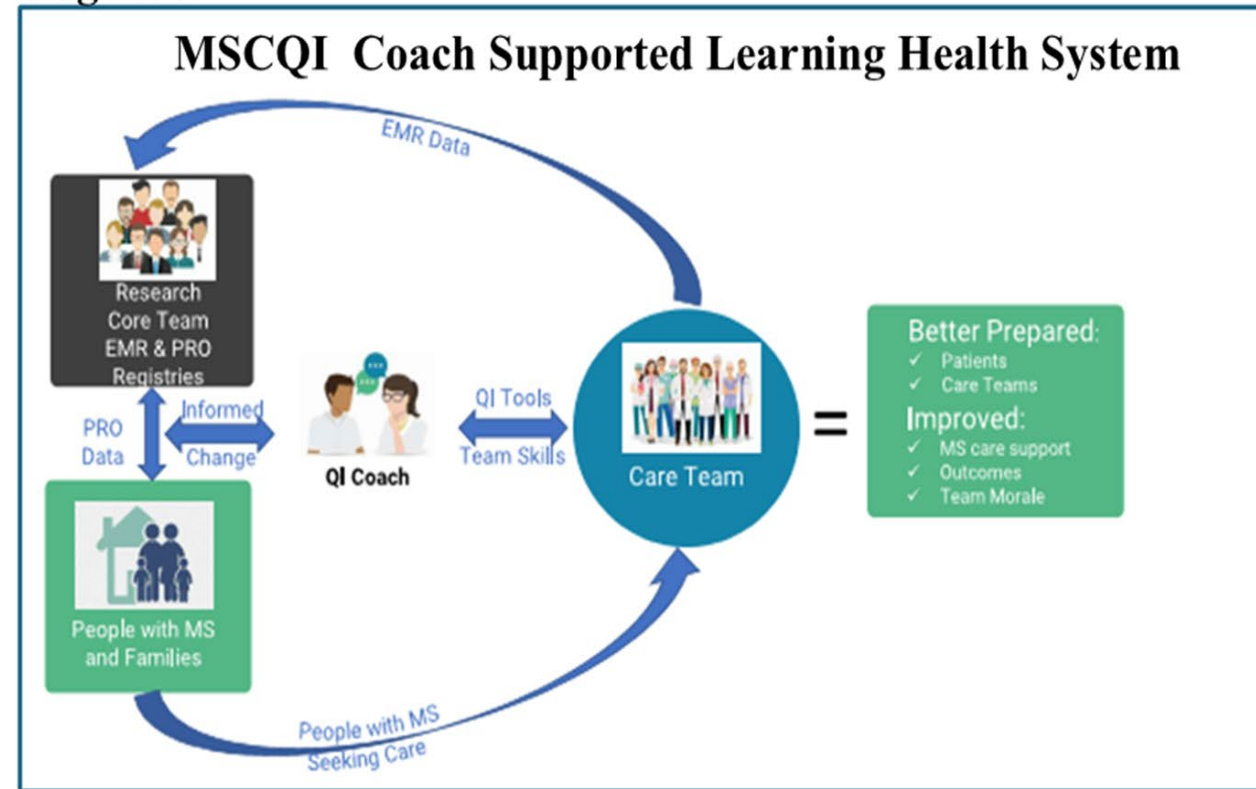 MSCQI Coach Supported Learning Health System
EMR Data
Research
Core Team
EMR & PRO
Registries
PRO
Data
Informed
Change
QI Coach
QI Tools
Team Skills
Care Team
People with MS
and Families
People with MS
Seeking Care
=
Better Prepared:
✓ Patients
✓ Care Teams
Improved:
✓ MS care support
✓ Outcomes
✓ Team Morale